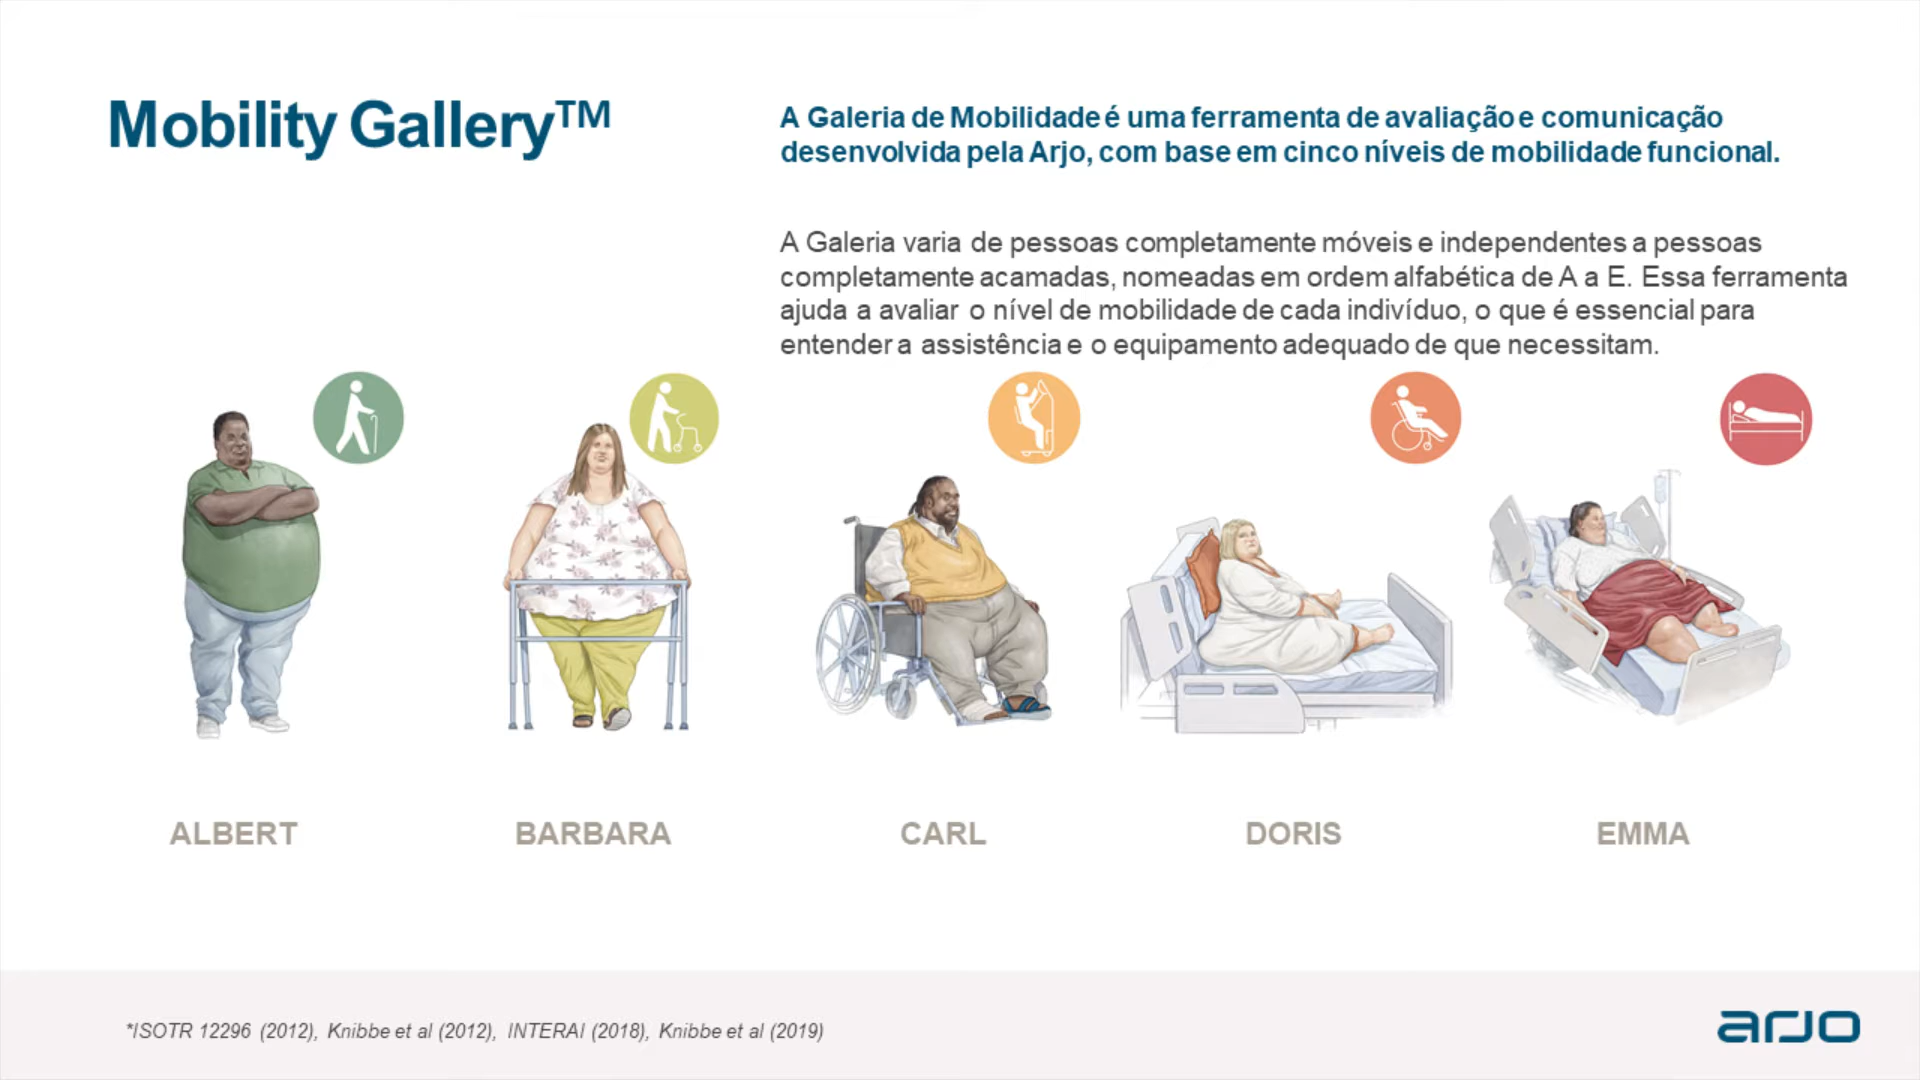 Mobility Gallery™
A Galeria de Mobilidade é uma ferramenta de avaliação e comunicação
desenvolvida pela Arjo, com base em cinco níveis de mobilidade funcional.
A Galeria varia de pessoas completamente móveis e independentes a pessoas
completamente acamadas, nomeadas em ordem alfabética de A a E. Essa ferramenta
ajuda a avaliar o nível de mobilidade de cada indivíduo, o que é essencial para
entender a assistência e o equipamento adequado de que necessitam.
ALBERT
BARBARA
CARL
DORIS
EMMA
*ISOTR 12296 (2012), Knibbe et al (2012), INTERAI (2018), Knibbe et al (2019)
arjo